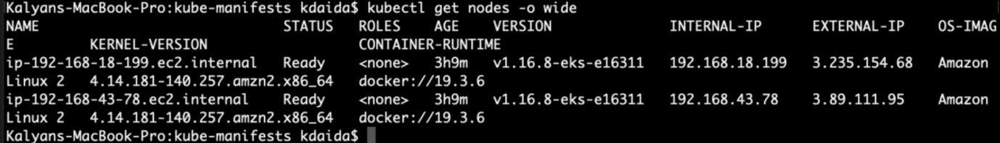 Kalyans-MacBook-Pro:kube-manifests kdaida$ kubectl get nodes -o wide
NAME                             STATUS   ROLES    AGE    VERSION              INTERNAL-IP      EXTERNAL-IP     OS-IMAG
E         KERNEL-VERSION                  CONTAINER-RUNTIME
ip-192-168-18-199.ec2.internal   Ready    <none>   3h9m   v1.16.8-eks-e16311   192.168.18.199   3.235.154.68    Amazon 
Linux 2   4.14.181-140.257.amzn2.x86_64   docker://19.3.6
ip-192-168-43-78.ec2.internal    Ready    <none>   3h9m   v1.16.8-eks-e16311   192.168.43.78    3.89.111.95     Amazon 
Linux 2   4.14.181-140.257.amzn2.x86_64   docker://19.3.6
Kalyans-MacBook-Pro:kube-manifests kdaida$